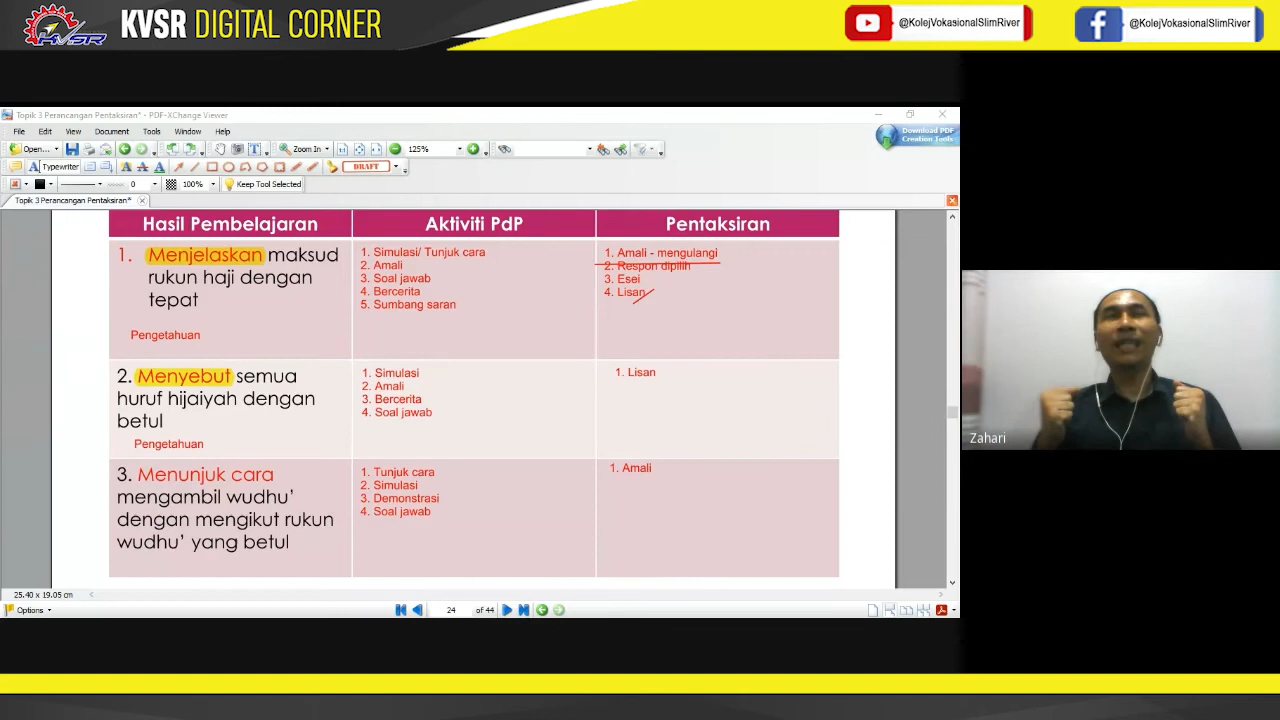 KVSR
KVSR DIGITAL CORNER
@KolejVokasionalSlimRiver
@KolejVokasionalSlimRiver
Topik 3 Perancangan Pentaksiran* - PDF-XChange Viewer
File Edit View Document Tools Window Help
Open... Zoom In 125%
Download PDF
Creation Tools
Typewriter DRAFT
0 100% Keep Tool Selected
Topik 3 Perancangan Pentaksiran*
Hasil Pembelajaran Aktiviti PdP Pentaksiran
1. Menjelaskan maksud
rukun haji dengan
tepat
Pengetahuan
1. Simulasi/ Tunjuk cara
2. Amali
3. Soal jawab
4. Bercerita
5. Sumbang saran
1. Amali - mengulangi
2. Respon dipilih
3. Esei
4. Lisan
2. Menyebut semua
huruf hijaiyah dengan
betul
Pengetahuan
1. Simulasi
2. Amali
3. Bercerita
4. Soal jawab
1. Lisan
3. Menunjuk cara
mengambil wudhu’
dengan mengikut rukun
wudhu’ yang betul
1. Tunjuk cara
2. Simulasi
3. Demonstrasi
4. Soal jawab
1. Amali
Zahari
25.40 x 19.05 cm
Options 24 of 44